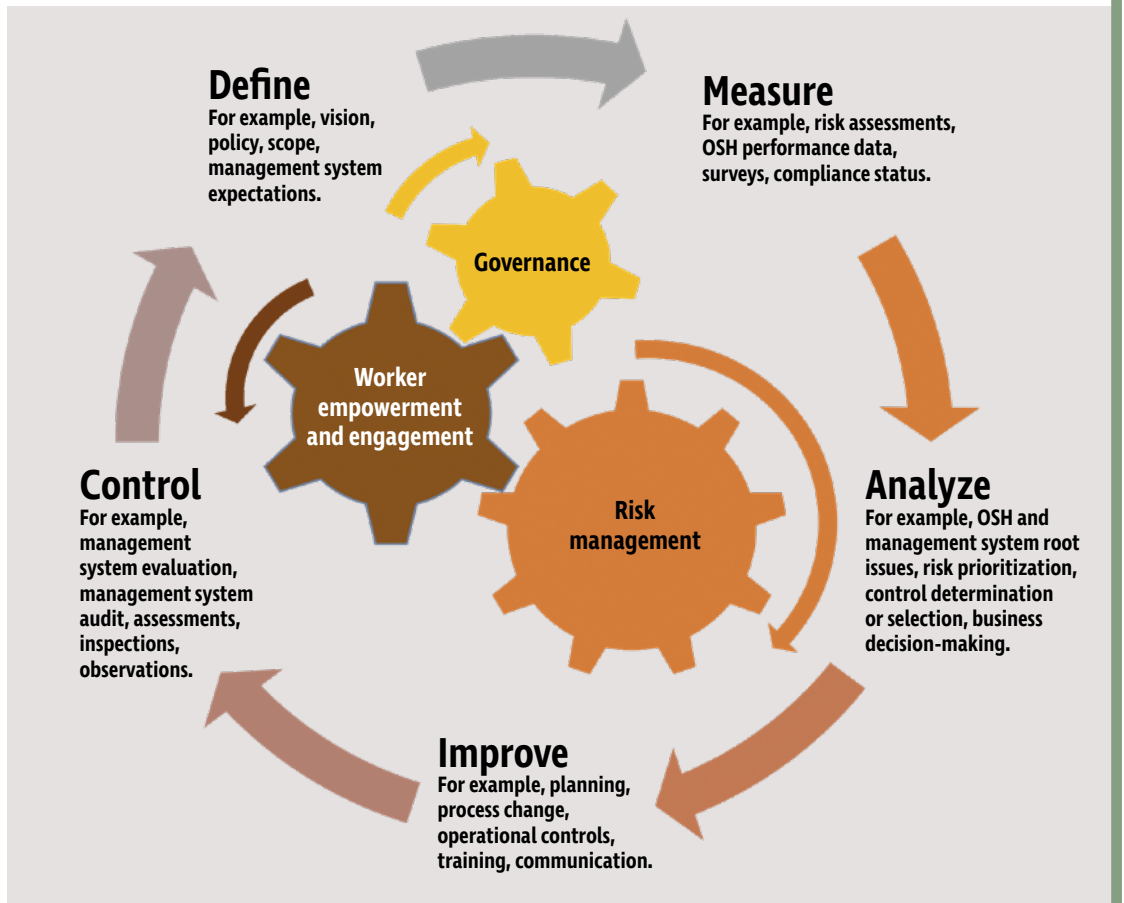 Define
For example, vision,
policy, scope,
management system
expectations.
Measure
For example, risk assessments,
OSH performance data,
surveys, compliance status.
Governance
Worker
empowerment
and engagement
Risk
management
Control
For example,
management
system evaluation,
management system
audit, assessments,
inspections,
observations.
Analyze
For example, OSH and
management system root
issues, risk prioritization,
control determination
or selection, business
decision-making.
Improve
For example, planning,
process change,
operational controls,
training, communication.